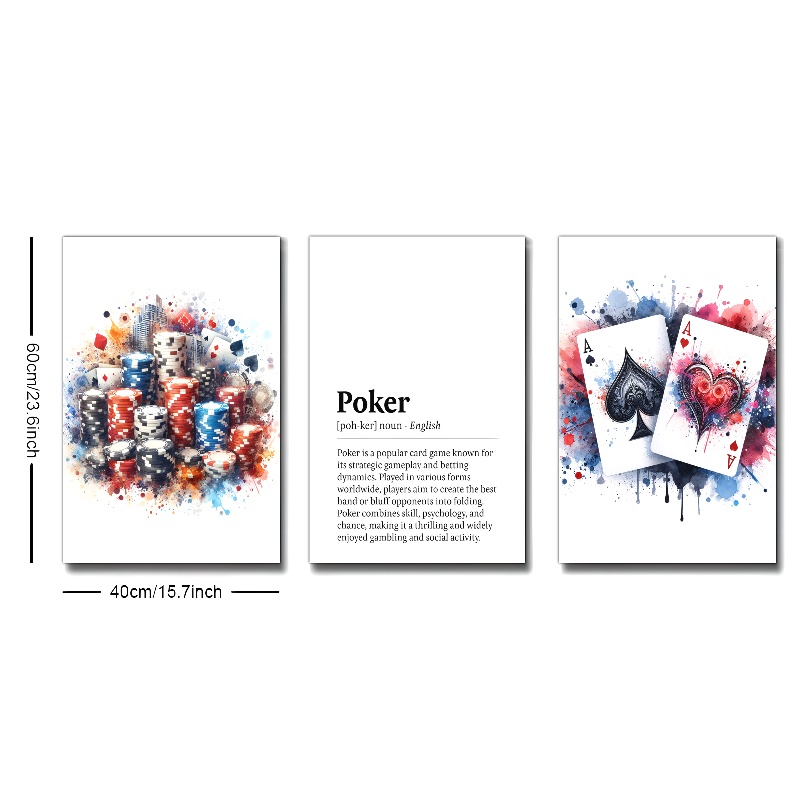 60cm/23.6inch
40cm/15.7inch
Poker
[poh-ker] noun - English
Poker is a popular card game known for
its strategic gameplay and betting
dynamics. Played in various forms
worldwide, players aim to create the best
hand or bluff opponents into folding.
Poker combines skill, psychology, and
chance, making it a thrilling and widely
enjoyed gambling and social activity.
A
A
A